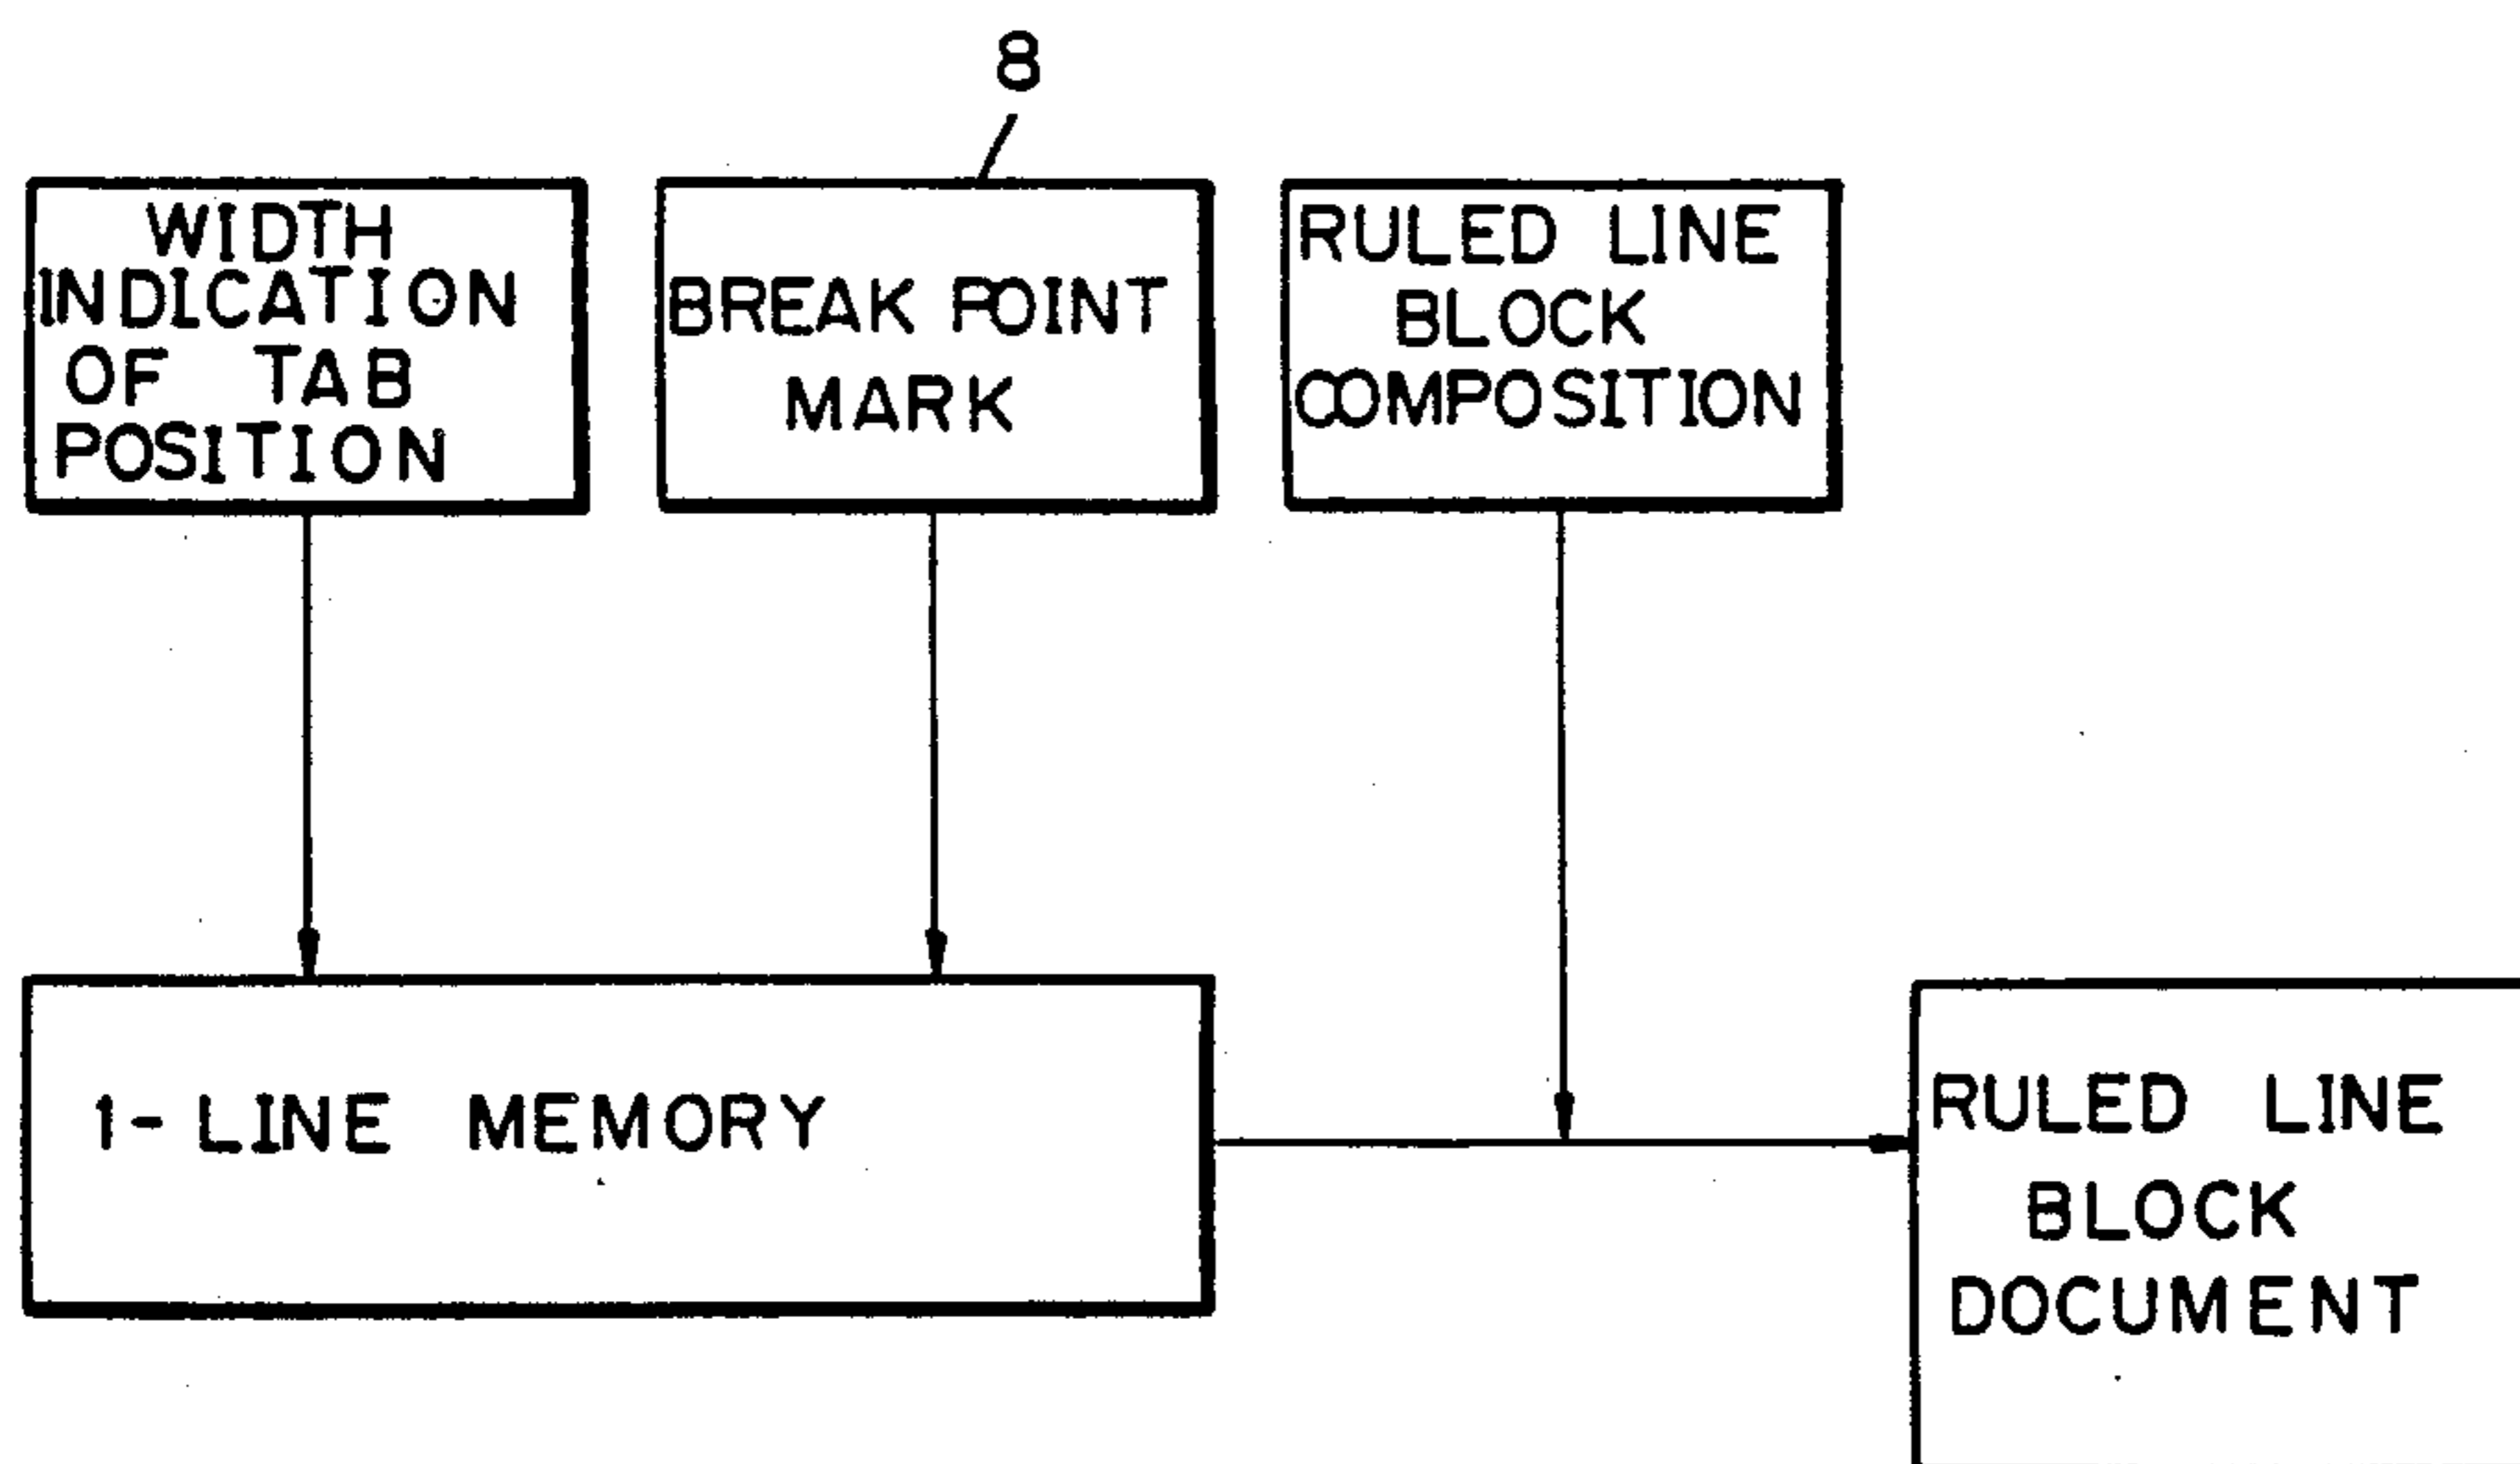 8
WIDTH
INDICATION
OF TAB
POSITION
BREAK POINT
MARK
RULED LINE
BLOCK
COMPOSITION
1-LINE MEMORY
RULED LINE
BLOCK
DOCUMENT